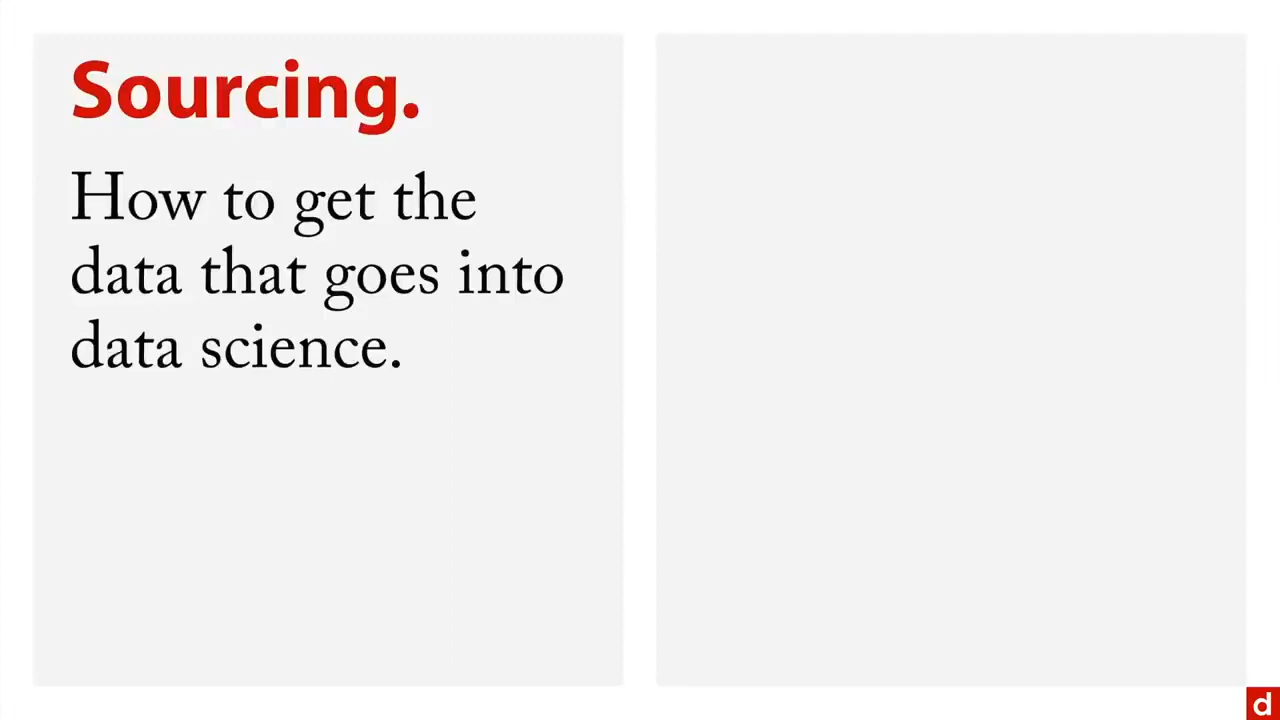 Sourcing.
How to get the
data that goes into
data science.
d